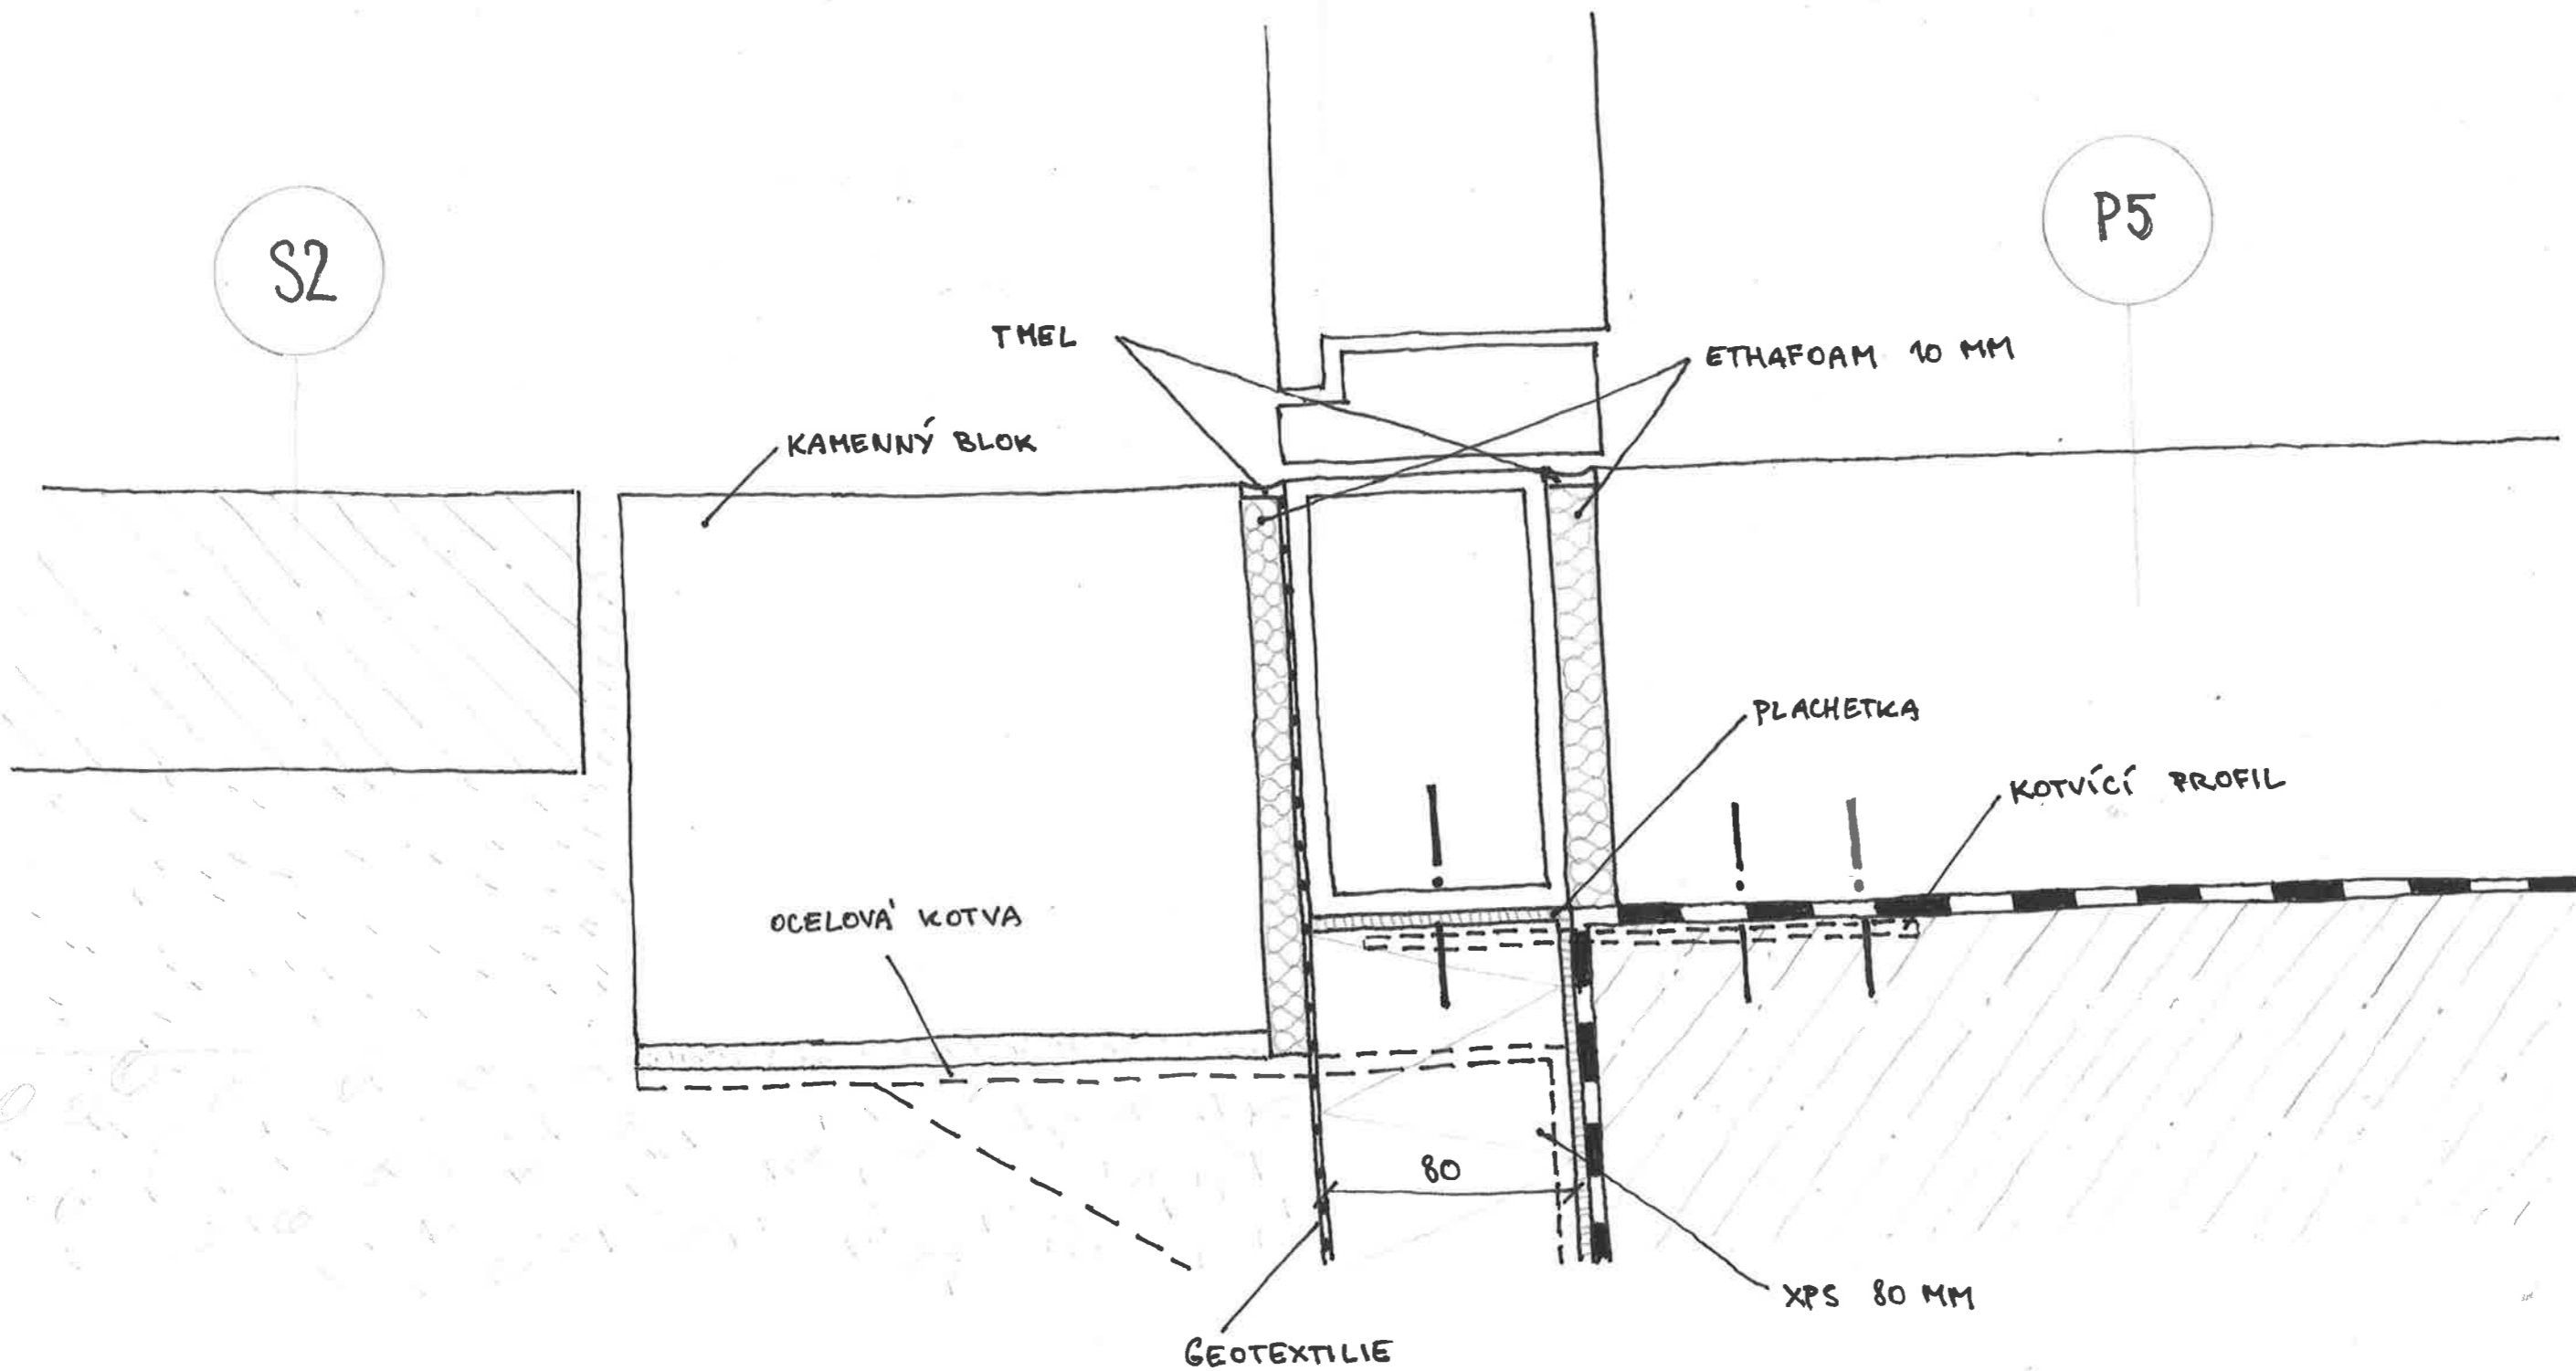 P5
S2
TMEL
ETHAFOAM 10 MM
KAMENNÝ BLOK
PLACHETKA
KOTVÍCÍ PROFIL
OCELOVÁ KOTVA
80
XPS 80 MM
GEOTEXTILIE